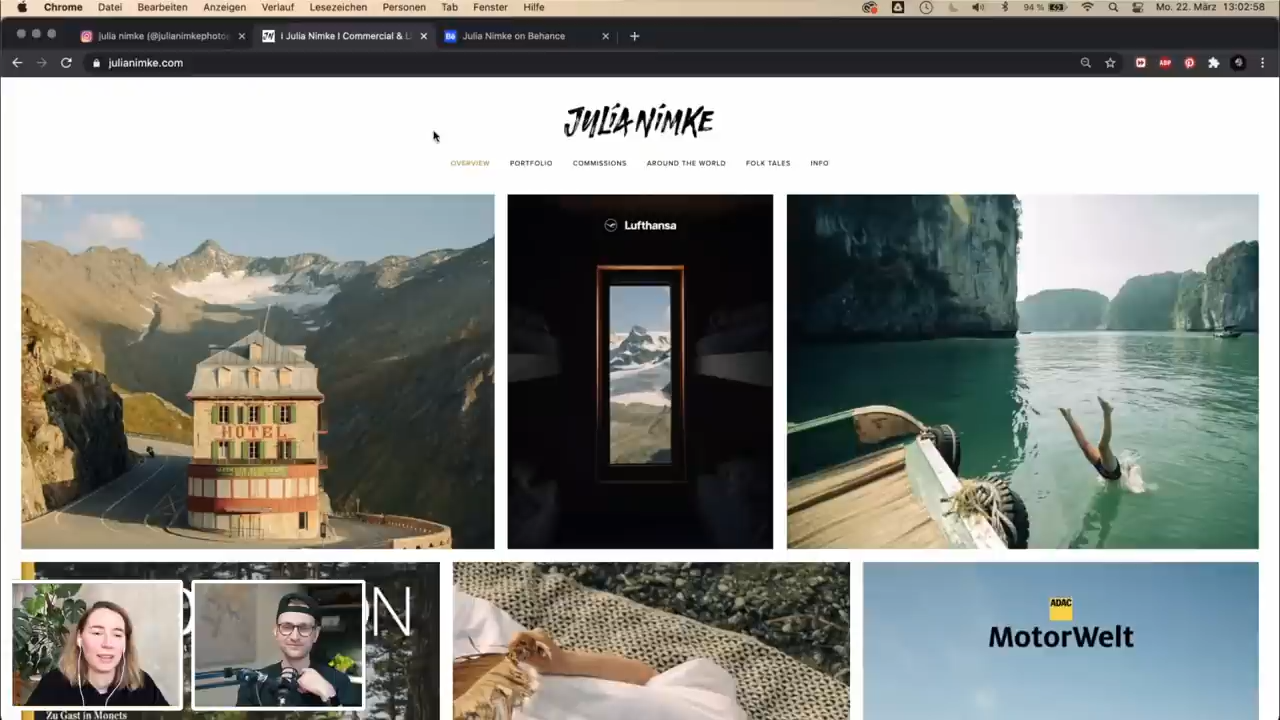 Chrome Datei Bearbeiten Anzeigen Verlauf Lesezeichen Personen Tab Fenster Hilfe 94 % Mo. 22. März 13:02:58
julia nimke (@julianimkephoto
i Julia Nimke I Commercial & L
Julia Nimke on Behance
julianimke.com
JULIA NIMKE
OVERVIEW PORTFOLIO COMMISSIONS AROUND THE WORLD FOLK TALES INFO
HOTEL
Lufthansa
ON
ADAC
MotorWelt
Zu Gast in Monets